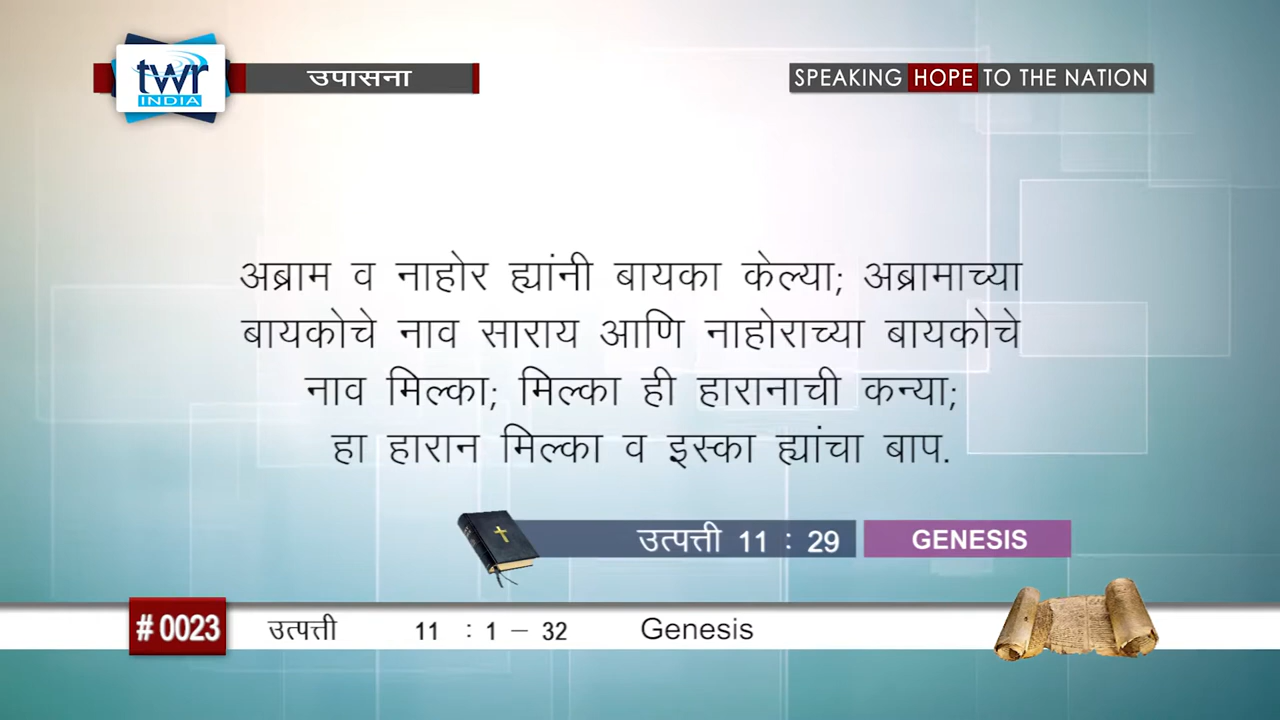 twr
INDIA
उपासना
SPEAKING HOPE TO THE NATION
अब्राम व नाहोर ह्यांनी बायका केल्या; अब्रामाच्या
बायकोचे नाव साराय आणि नाहोराच्या बायकोचे
नाव मिल्का; मिल्का ही हारानाची कन्या;
हा हारान मिल्का व इस्का ह्यांचा बाप.
उत्पत्ती 11 : 29 GENESIS
#0023 उत्पत्ती 11 : 1 – 32 Genesis